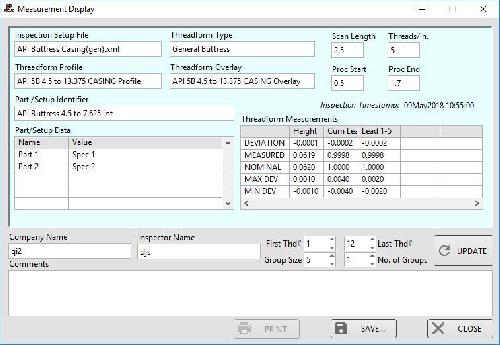 Measurement Display
Inspection Setup File
Threadform Type
Scan Length
Threads/In.
API Buttress Casing(gen).xml
General Buttress
2.5
5
Threadform Profile
Threadform Overlay
Proc Start
Proc End
API 5B 4.5 to 13.375 CASING Profile
API 5B 4.5 to 13.375 CASING Overlay
0.5
1.7
Part/Setup Identifier
Inspection Timestamp: 09May2018 10:55:00
API Buttress 4.5 to 7.625 Int
Part/Setup Data
Threadform Measurements
Name Value
Part 1 Spec 1
Part 2 Spec 2
Height Cum Lea Lead 1-5
DEVIATION -0.0001 -0.0002 -0.0002
MEASURED 0.0619 0.9998 0.9998
NOMINAL 0.0620 1.0000 1.0000
MAX DEV 0.0010 0.0040 0.0020
MIN DEV -0.0010 -0.0040 -0.0020
Company Name
Inspector Name
First Thd# 1 12 Last Thd#
qi2
ajs
Group Size 5 1 No. of Groups
UPDATE
Comments
PRINT
SAVE...
CLOSE